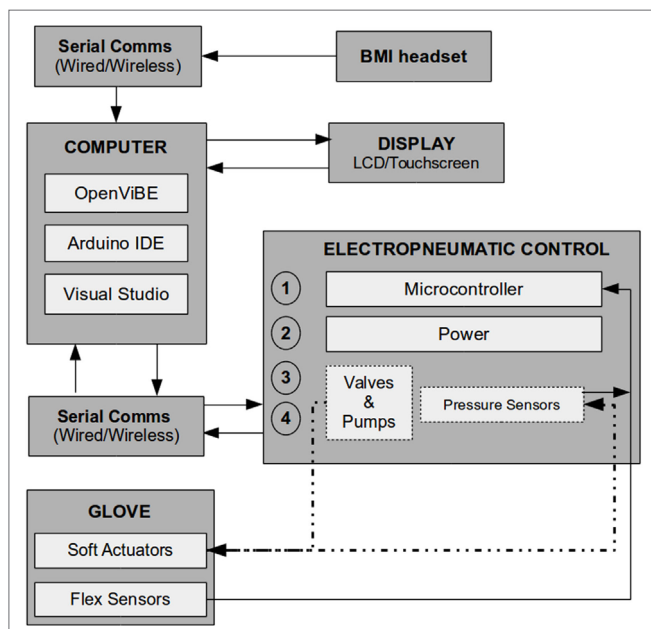 Serial Comms
(Wired/Wireless)
BMI headset
COMPUTER
OpenViBE
Arduino IDE
Visual Studio
DISPLAY
LCD/Touchscreen
ELECTROPNEUMATIC CONTROL
1
Microcontroller
2
Power
3
4
Valves
&
Pumps
Pressure Sensors
Serial Comms
(Wired/Wireless)
GLOVE
Soft Actuators
Flex Sensors